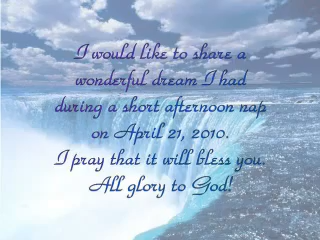 I would like to share a
wonderful dream I had
during a short afternoon nap
on April 21, 2010.
I pray that it will bless you.
All glory to God!